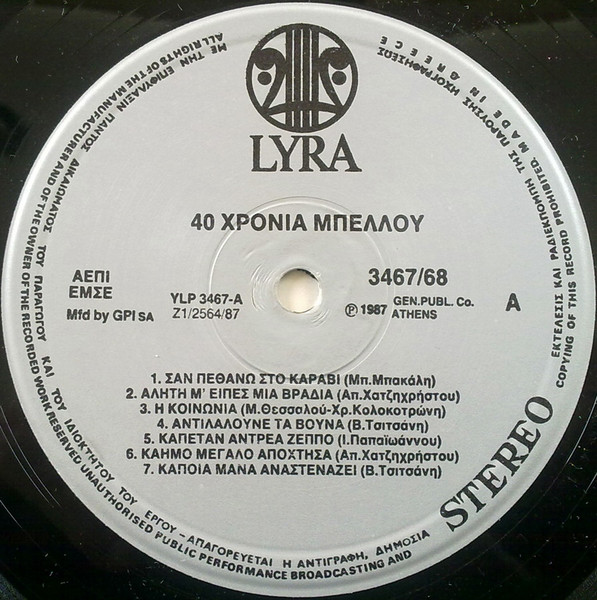 LYRA
40 ΧΡΟΝΙΑ ΜΠΕΛΛΟΥ
ΑΕΠΙ
ΕΜΣΕ
Mfd by GPI SA
YLP 3467-A
Z1/2564/87
3467/68
℗ 1987 GEN.PUBL. Co.
ATHENS
A
1. ΣΑΝ ΠΕΘΑΝΩ ΣΤΟ ΚΑΡΑΒΙ (Μπ.Μπακάλη)
2. ΑΛΗΤΗ Μ' ΕΙΠΕΣ ΜΙΑ ΒΡΑΔΙΑ (Απ.Χατζηχρήστου)
3. Η ΚΟΙΝΩΝΙΑ (Μ.Θεσσαλού-Χρ.Κολοκοτρώνη)
4. ΑΝΤΙΛΑΛΟΥΝΕ ΤΑ ΒΟΥΝΑ (Β.Τσιτσάνη)
5. ΚΑΠΕΤΑΝ ΑΝΤΡΕΑ ΖΕΠΠΟ (Ι.Παπαϊωάννου)
6. ΚΑΗΜΟ ΜΕΓΑΛΟ ΑΠΟΧΤΗΣΑ (Απ.Χατζηχρήστου)
7. ΚΑΠΟΙΑ ΜΑΝΑ ΑΝΑΣΤΕΝΑΖΕΙ (Β.Τσιτσάνη)
STEREO
ΜΕ ΤΗΝ ΕΠΙΦΥΛΑΞΙΝ ΠΑΝΤΟΣ ΔΙΚΑΙΩΜΑΤΟΣ ΤΟΥ ΠΑΡΑΓΩΓΟΥ ΚΑΙ ΤΟΥ ΙΔΙΟΚΤΗΤΟΥ ΤΟΥ ΕΡΓΟΥ - ΑΠΑΓΟΡΕΥΕΤΑΙ Η ΑΝΤΙΓΡΑΦΗ, ΔΗΜΟΣΙΑ ΕΚΤΕΛΕΣΙΣ ΚΑΙ ΡΑΔΙΕΚΠΟΜΠΗ ΤΗΣ ΠΑΡΟΥΣΗΣ ΗΧΟΓΡΑΦΗΣΕΩΣ
ALL RIGHTS OF THE MANUFACTURER AND OF THE OWNER OF THE RECORDED WORK RESERVED UNAUTHORISED PUBLIC PERFORMANCE BROADCASTING AND COPYING OF THIS RECORD PROHIBITED. MADE IN GREECE